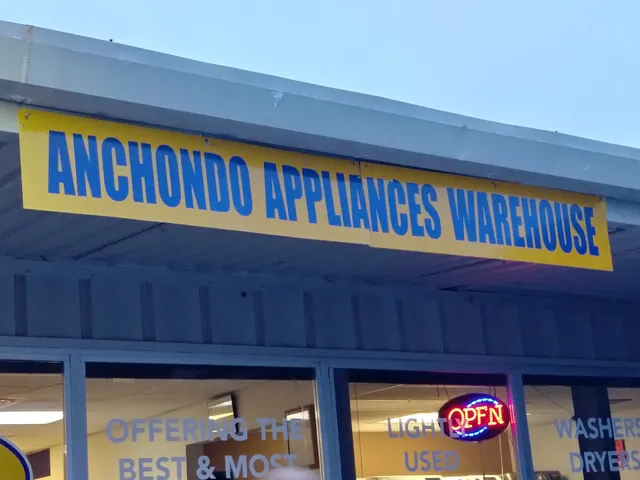 ANCHONDO APPLIANCES WAREHOUSE
OFFERING THE
BEST & MOST
LIGHTLY
USED
OPEN
WASHERS
DRYERS